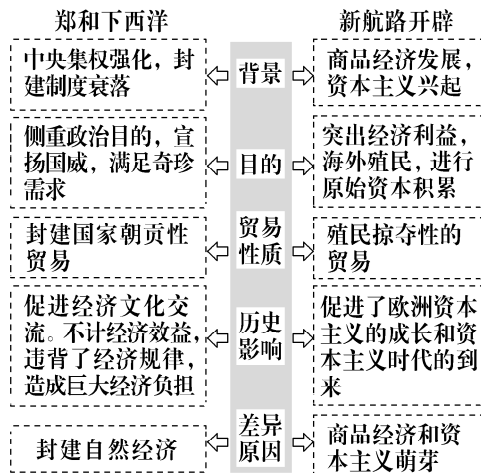 郑和下西洋
新航路开辟
中央集权强化，封
建制度衰落
背景
商品经济发展，
资本主义兴起
侧重政治目的，宣
扬国威，满足奇珍
需求
目的
突出经济利益，
海外殖民，进行
原始资本积累
封建国家朝贡性
贸易
贸易
性质
殖民掠夺性的
贸易
促进经济文化交
流。不计经济效益，
违背了经济规律，
造成巨大经济负担
历史
影响
促进了欧洲资本
主义的成长和资
本主义时代的到
来
封建自然经济
差异
原因
商品经济和资
本主义萌芽